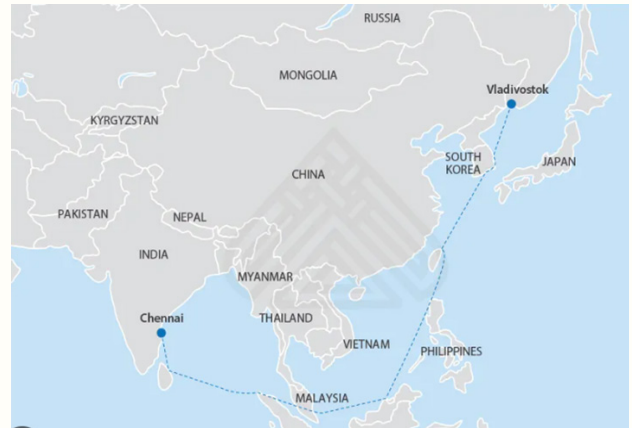 RUSSIA
MONGOLIA
Vladivostok
KYRGYZSTAN
SOUTH
KOREA
JAPAN
CHINA
PAKISTAN
NEPAL
INDIA
MYANMAR
Chennai
THAILAND
VIETNAM
PHILIPPINES
MALAYSIA